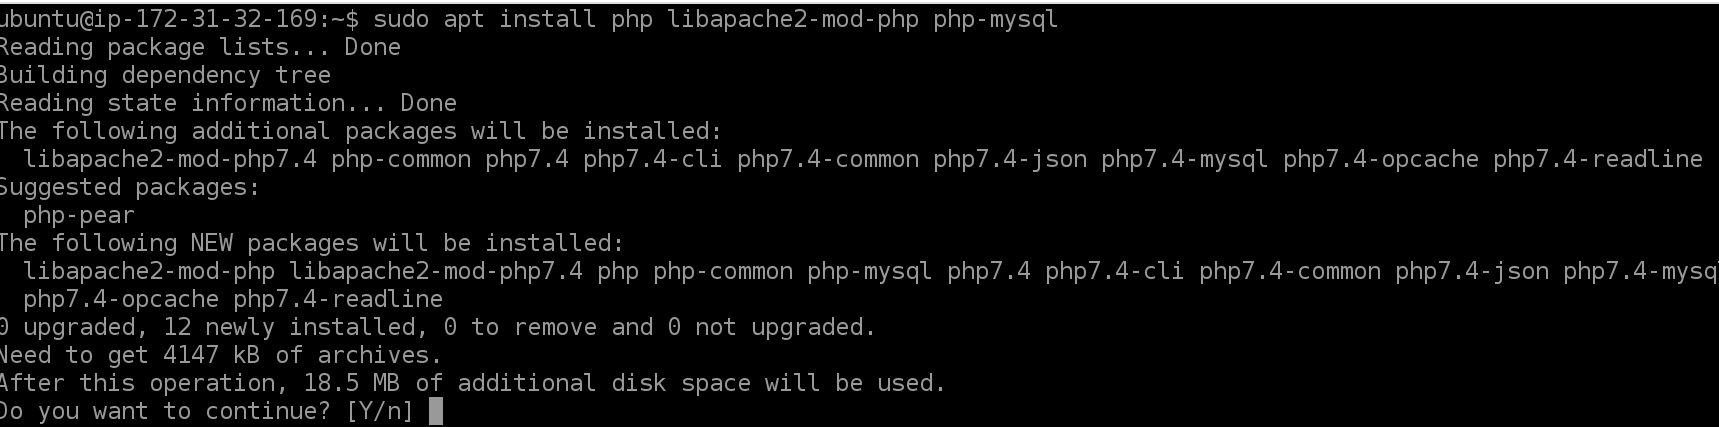 ubuntu@ip-172-31-32-169:~$ sudo apt install php libapache2-mod-php php-mysql
Reading package lists... Done
Building dependency tree
Reading state information... Done
The following additional packages will be installed:
  libapache2-mod-php7.4 php-common php7.4 php7.4-cli php7.4-common php7.4-json php7.4-mysql php7.4-opcache php7.4-readline
Suggested packages:
  php-pear
The following NEW packages will be installed:
  libapache2-mod-php libapache2-mod-php7.4 php php-common php-mysql php7.4 php7.4-cli php7.4-common php7.4-json php7.4-mysq
  php7.4-opcache php7.4-readline
0 upgraded, 12 newly installed, 0 to remove and 0 not upgraded.
Need to get 4147 kB of archives.
After this operation, 18.5 MB of additional disk space will be used.
Do you want to continue? [Y/n]